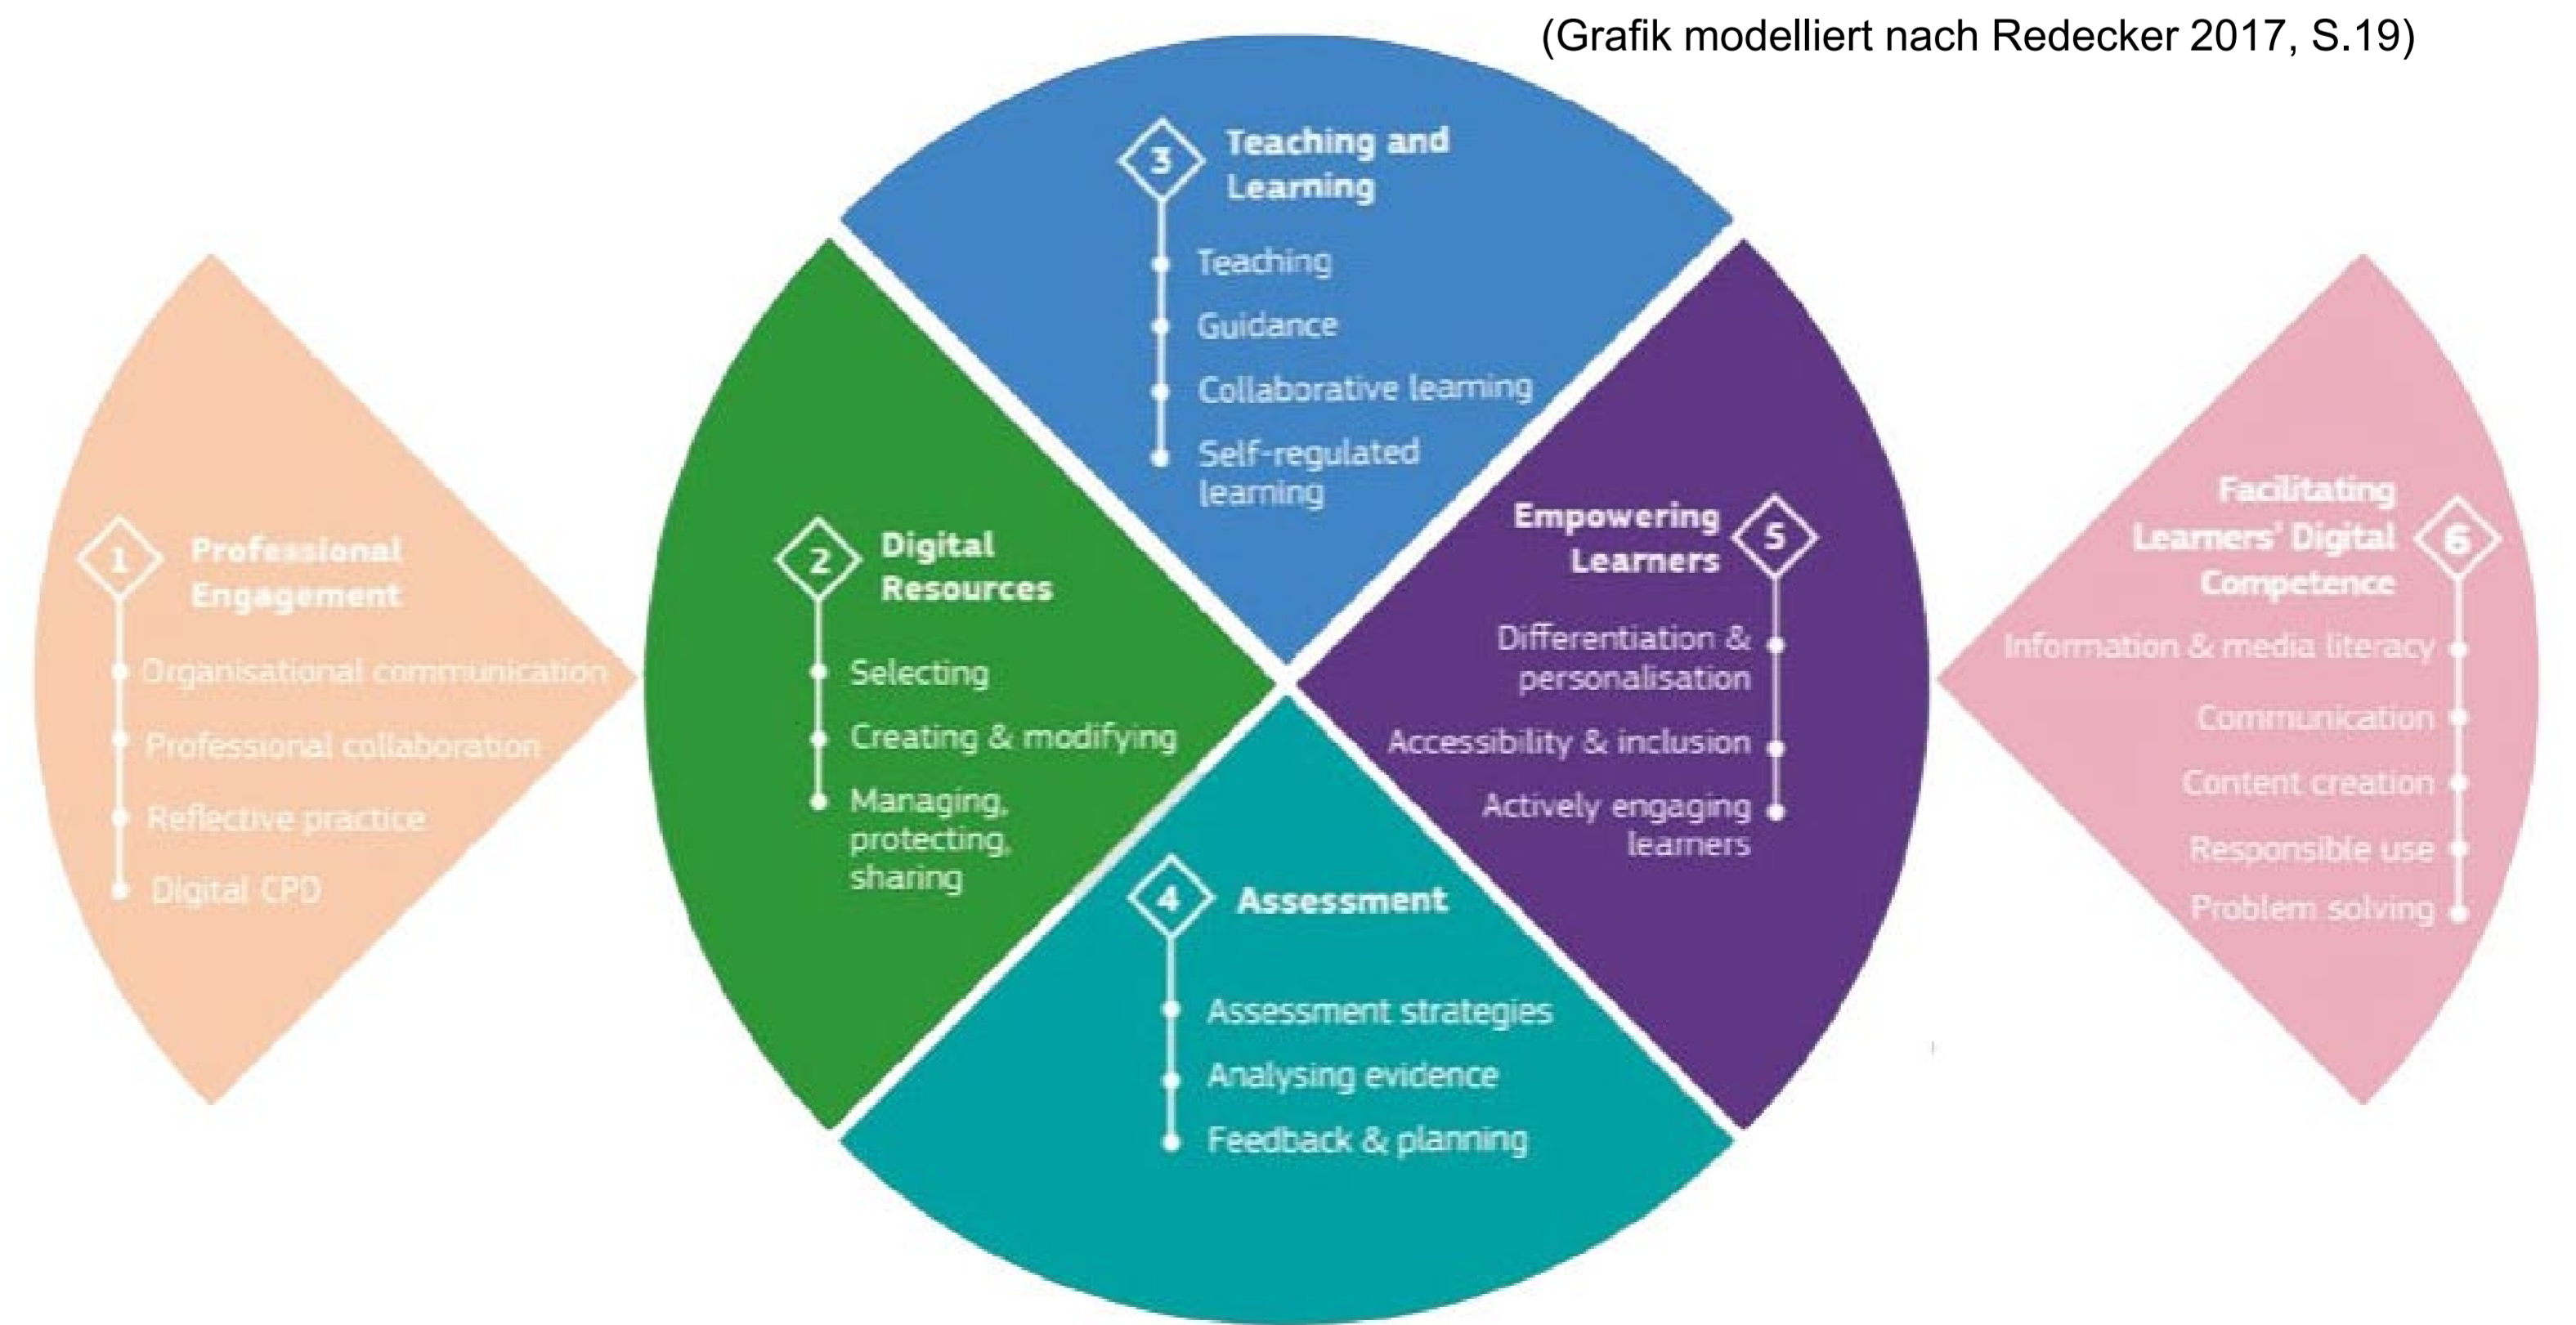 (Grafik modelliert nach Redecker 2017, S.19)
1
Professional
Engagement
Organisational communication
Professional collaboration
Reflective practice
Digital CPD
2
Digital
Resources
Selecting
Creating & modifying
Managing,
protecting,
sharing
3
Teaching and
Learning
Teaching
Guidance
Collaborative learning
Self-regulated
learning
4
Assessment
Assessment strategies
Analysing evidence
Feedback & planning
5
Empowering
Learners
Differentiation &
personalisation
Accessibility & inclusion
Actively engaging
learners
6
Facilitating
Learners' Digital
Competence
Information & media literacy
Communication
Content creation
Responsible use
Problem solving